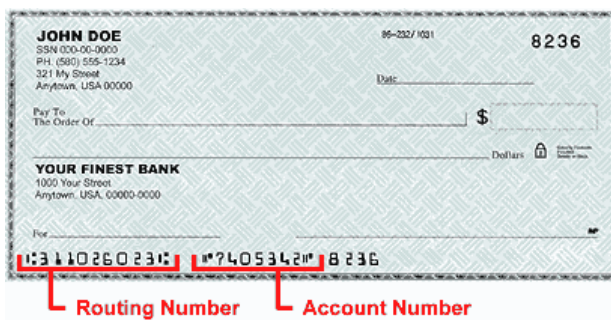 JOHN DOE
SSN 000-00-0000
PH. (580) 555-1234
321 My Street
Anytown, USA 00000
86-232/1031
8236
Date
Pay To
The Order Of
$
Dollars
YOUR FINEST BANK
1000 Your Street
Anytown, USA, 00000-0000
For
⑆311026023⑆ ⑈7405342⑈ 8236
Routing Number
Account Number